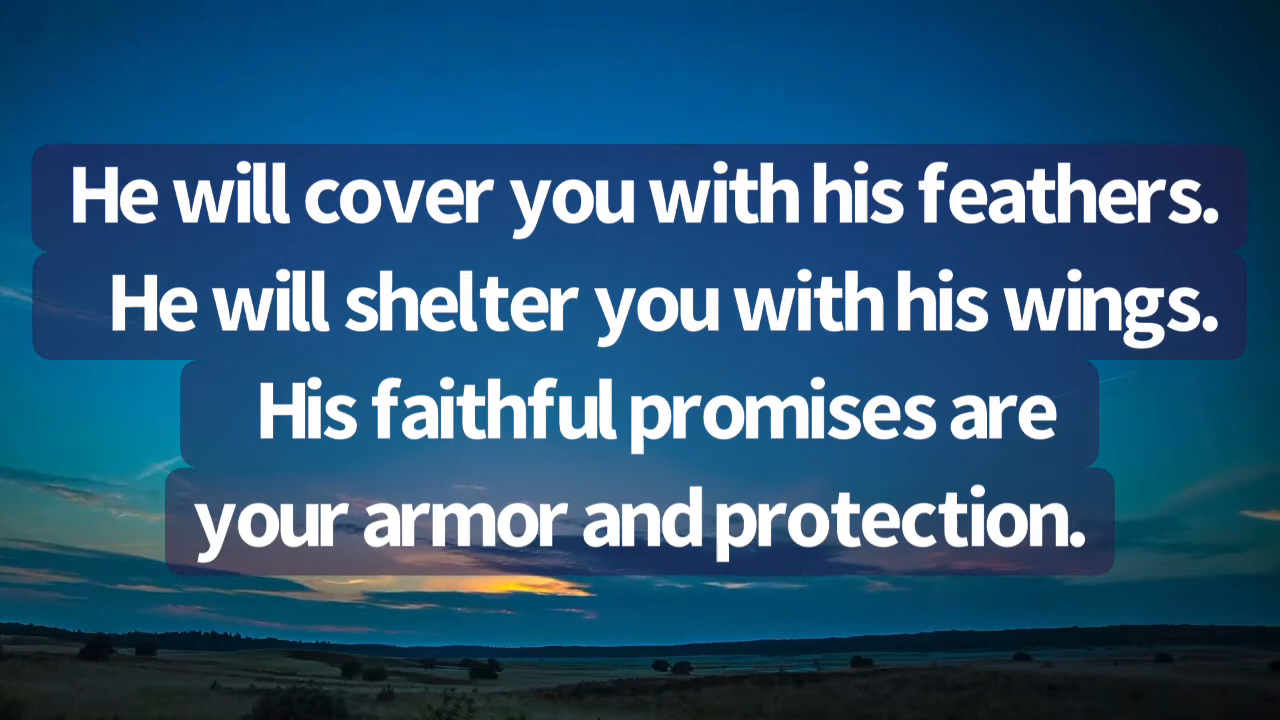 He will cover you with his feathers.
He will shelter you with his wings.
His faithful promises are
your armor and protection.